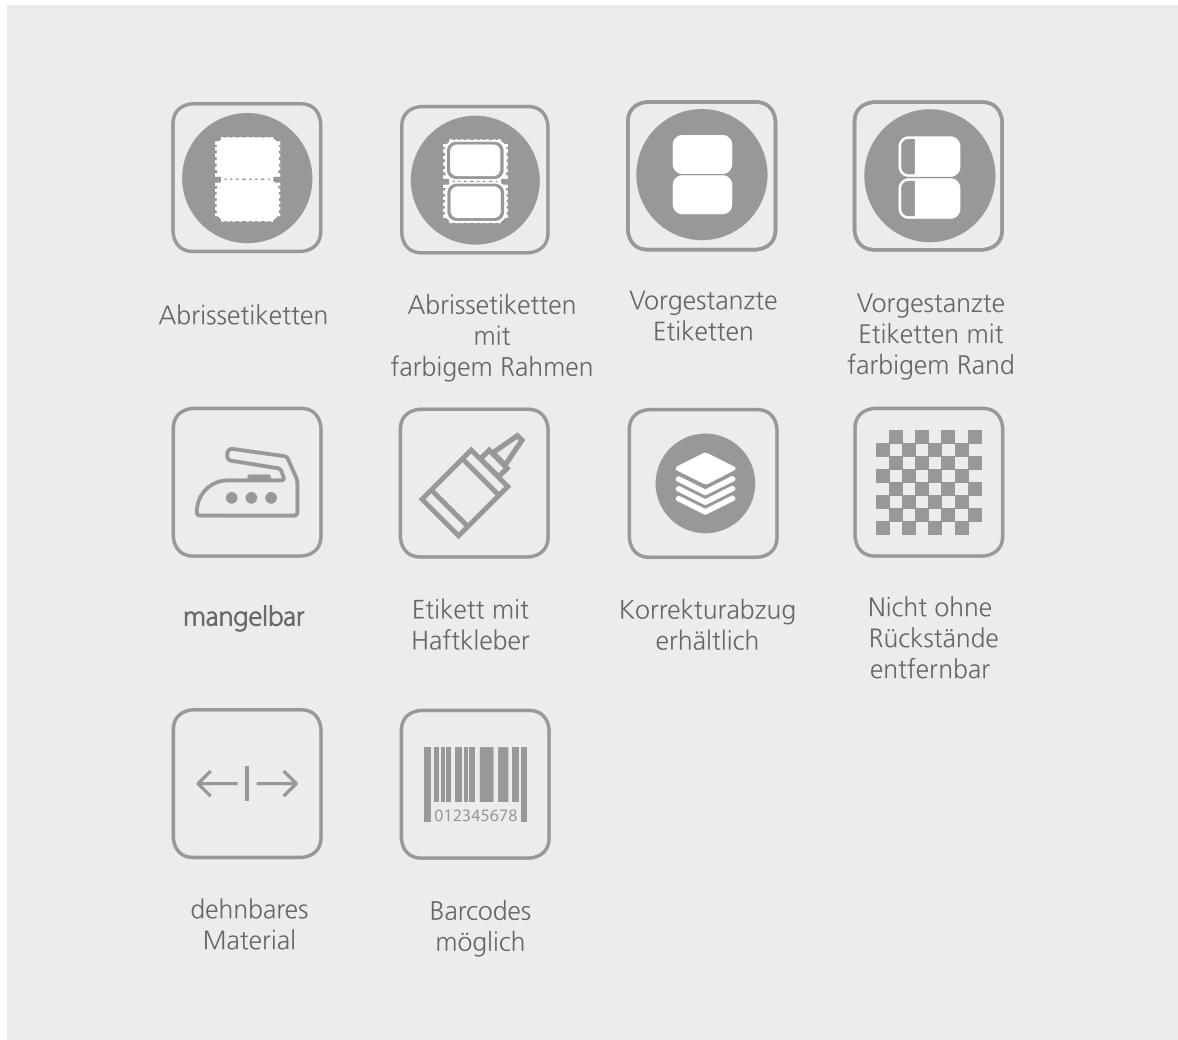 Abrissetiketten
Abrissetiketten
mit
farbigem Rahmen
Vorgestanzte
Etiketten
Vorgestanzte
Etiketten mit
farbigem Rand
mangelbar
Etikett mit
Haftkleber
Korrekturabzug
erhältlich
Nicht ohne
Rückstände
entfernbar
012345678
dehnbares
Material
Barcodes
möglich